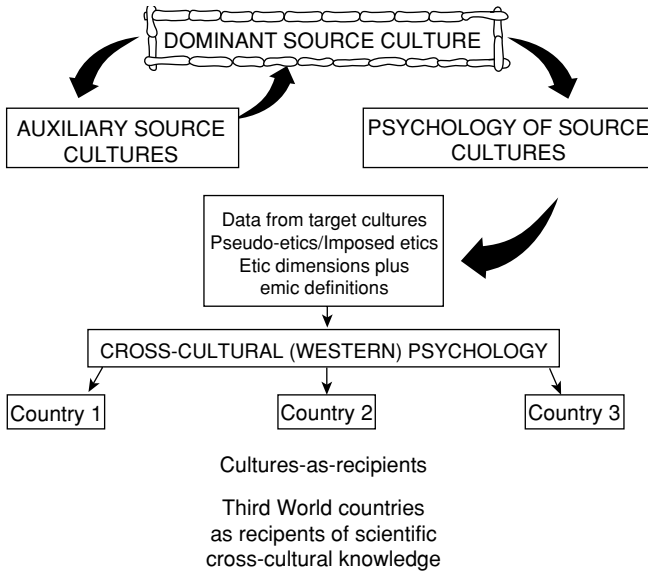 DOMINANT SOURCE CULTURE
AUXILIARY SOURCE
CULTURES
PSYCHOLOGY OF SOURCE
CULTURES
Data from target cultures
Pseudo-etics/Imposed etics
Etic dimensions plus
emic definitions
CROSS-CULTURAL (WESTERN) PSYCHOLOGY
Country 1
Country 2
Country 3
Cultures-as-recipients
Third World countries
as recipents of scientific
cross-cultural knowledge